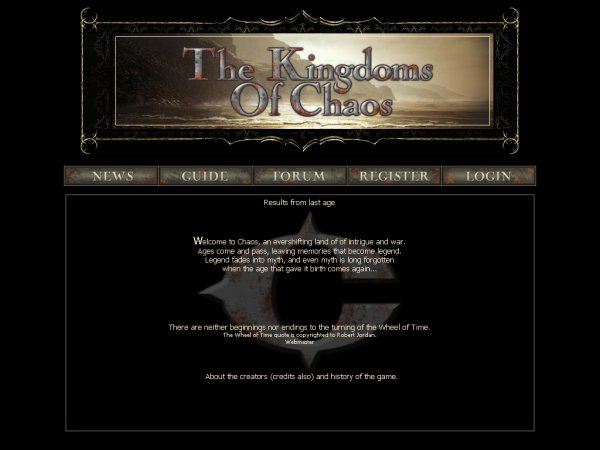 The Kingdoms
Of Chaos
NEWS GUIDE FORUM REGISTER LOGIN
Results from last age
Welcome to Chaos, an evershifting land of of intrigue and war.
Ages come and pass, leaving memories that become legend.
Legend fades into myth, and even myth is long forgotten
when the age that gave it birth comes again...
There are neither beginnings nor endings to the turning of the Wheel of Time.
The Wheel of Time quote is copyrighted to Robert Jordan.
Webmaster
About the creators (credits also) and history of the game.